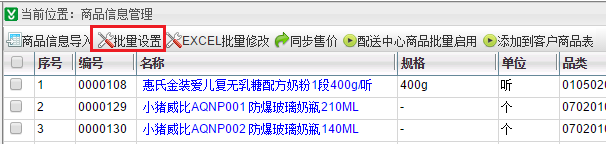 当前位置：商品信息管理
商品信息导入 批量设置 EXCEL批量修改 同步售价 配送中心商品批量启用 添加到客户商品表
序号 编号 名称 规格 单位 品类
1 0000108 惠氏金装爱儿复无乳糖配方奶粉1段400g/听 400g 听 0105020
2 0000129 小猪威比AQNP001防爆玻璃奶瓶210ML - 个 0702010
3 0000130 小猪威比AQNP002防爆玻璃奶瓶140ML - 个 0702010